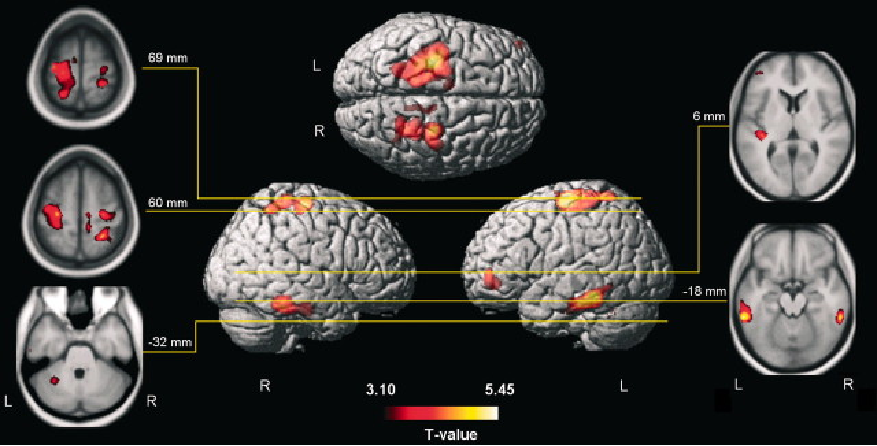 69 mm
L
6 mm
R
60 mm
-18 mm
-32 mm
L
R
R
3.10
5.45
L
L
R
T-value